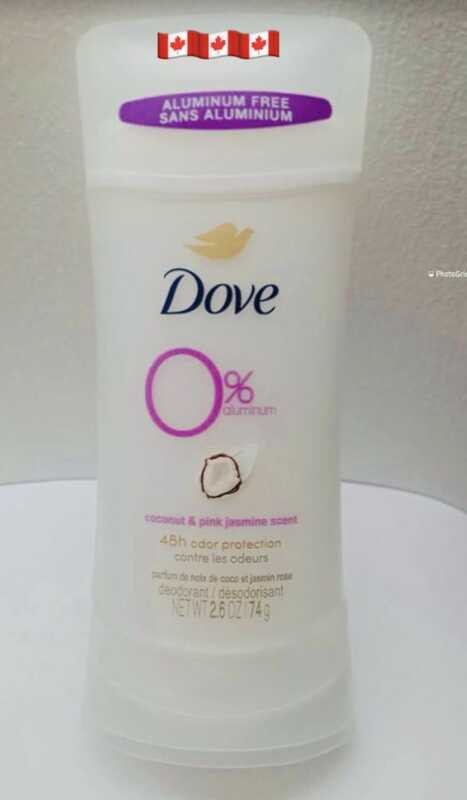 ALUMINUM FREE
SANS ALUMINIUM
Dove
0%
aluminum
coconut & pink jasmine scent
48h odor protection
contre les odeurs
parfum de noix de coco et jasmin rose
deodorant / désodorisant
NET WT 2.6 OZ / 74 g